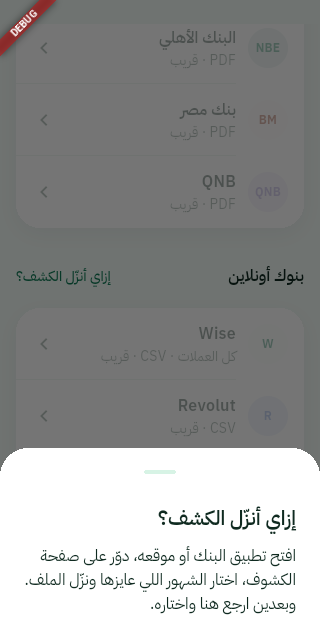 DEBUG
البنك الأهلي
NBE
PDF · قريب
بنك مصر
BM
PDF · قريب
QNB
QNB
PDF · قريب
بنوك أونلاين
إزاي أنزّل الكشف؟
Wise
W
كل العملات · CSV · قريب
Revolut
R
CSV · قريب
إزاي أنزّل الكشف؟
افتح تطبيق البنك أو موقعه، دوّر على صفحة
الكشوف، اختار الشهور اللي عايزها ونزّل الملف.
وبعدين ارجع هنا واختاره.